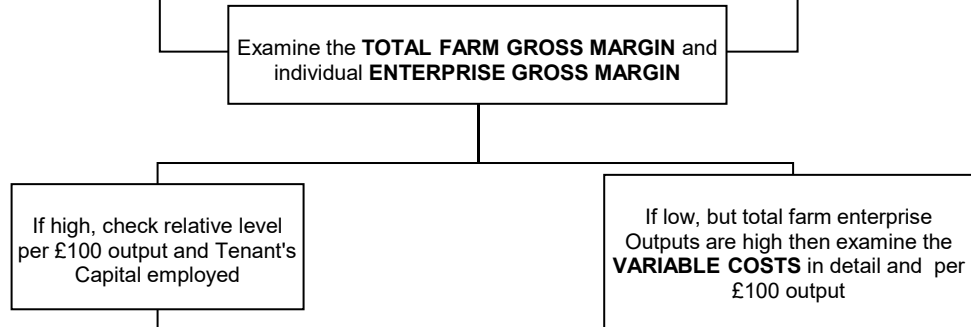 Examine the TOTAL FARM GROSS MARGIN and
individual ENTERPRISE GROSS MARGIN
If high, check relative level
per £100 output and Tenant's
Capital employed
If low, but total farm enterprise
Outputs are high then examine the
VARIABLE COSTS in detail and per
£100 output